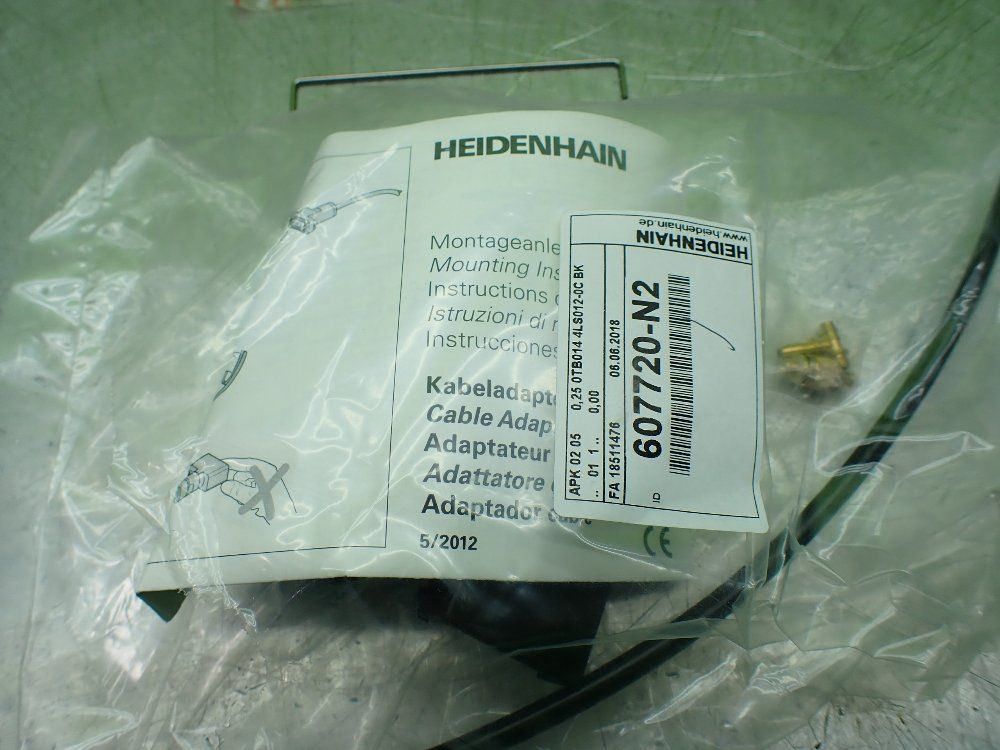 HEIDENHAIN
Montageanle
Mounting Ins
Instructions
Istruzioni di
Instrucciones
Kabeladapt
Cable Adap
Adaptateur
Adattatore
Adaptador
5/2012
CE
HEIDENHAIN
www.heidenhain.de
APK 02 05 0,25 0TB014 4LS012-0C BK
.. 01 1 .. 0,00
FA 18511476 06.06.2018
ID 607720-N2